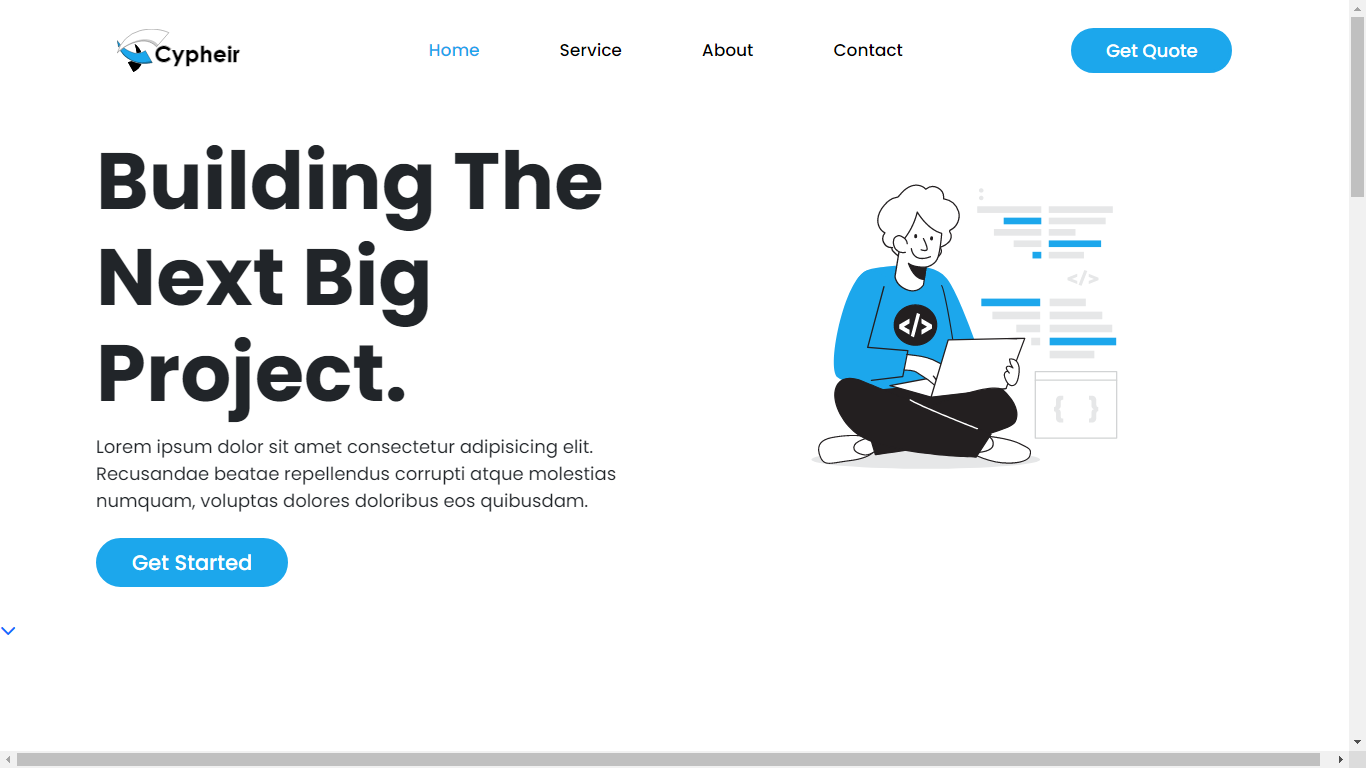 Cypheir
Home
Service
About
Contact
Get Quote
Building The
Next Big
Project.
Lorem ipsum dolor sit amet consectetur adipisicing elit.
Recusandae beatae repellendus corrupti atque molestias
numquam, voluptas dolores doloribus eos quibusdam.
Get Started
</>
</>
{ }